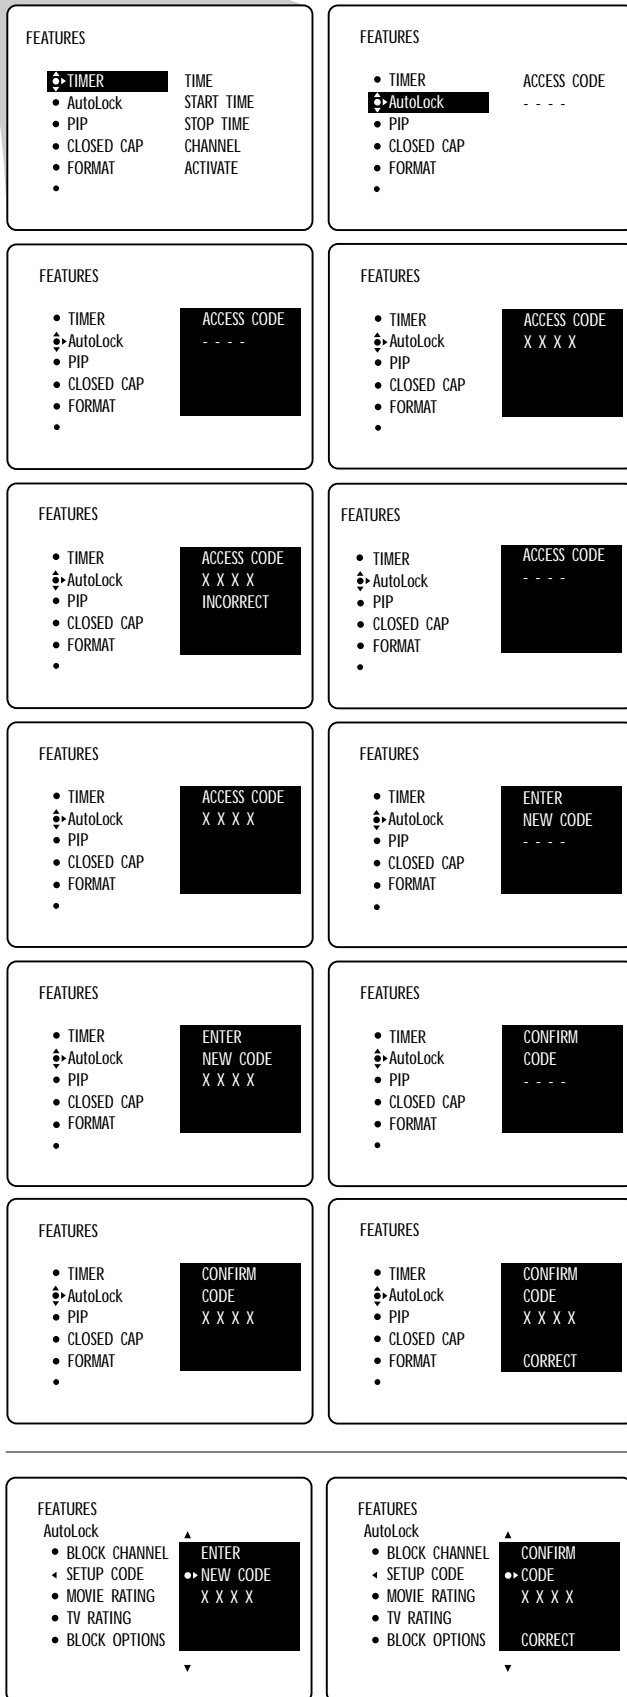 FEATURES
TIMER TIME
AutoLock START TIME
PIP STOP TIME
CLOSED CAP CHANNEL
FORMAT ACTIVATE
FEATURES
TIMER ACCESS CODE
AutoLock - - - -
PIP
CLOSED CAP
FORMAT
FEATURES
TIMER ACCESS CODE
AutoLock - - - -
PIP
CLOSED CAP
FORMAT
FEATURES
TIMER ACCESS CODE
AutoLock X X X X
PIP
CLOSED CAP
FORMAT
FEATURES
TIMER ACCESS CODE
AutoLock X X X X
PIP INCORRECT
CLOSED CAP
FORMAT
FEATURES
TIMER ACCESS CODE
AutoLock - - - -
PIP
CLOSED CAP
FORMAT
FEATURES
TIMER ACCESS CODE
AutoLock X X X X
PIP
CLOSED CAP
FORMAT
FEATURES
TIMER ENTER
AutoLock NEW CODE
PIP - - - -
CLOSED CAP
FORMAT
FEATURES
TIMER ENTER
AutoLock NEW CODE
PIP X X X X
CLOSED CAP
FORMAT
FEATURES
TIMER CONFIRM
AutoLock CODE
PIP - - - -
CLOSED CAP
FORMAT
FEATURES
TIMER CONFIRM
AutoLock CODE
PIP X X X X
CLOSED CAP
FORMAT
FEATURES
TIMER CONFIRM
AutoLock CODE
PIP X X X X
CLOSED CAP
FORMAT CORRECT
FEATURES
AutoLock
BLOCK CHANNEL ENTER
SETUP CODE NEW CODE
MOVIE RATING X X X X
TV RATING
BLOCK OPTIONS
FEATURES
AutoLock
BLOCK CHANNEL CONFIRM
SETUP CODE CODE
MOVIE RATING X X X X
TV RATING
BLOCK OPTIONS CORRECT